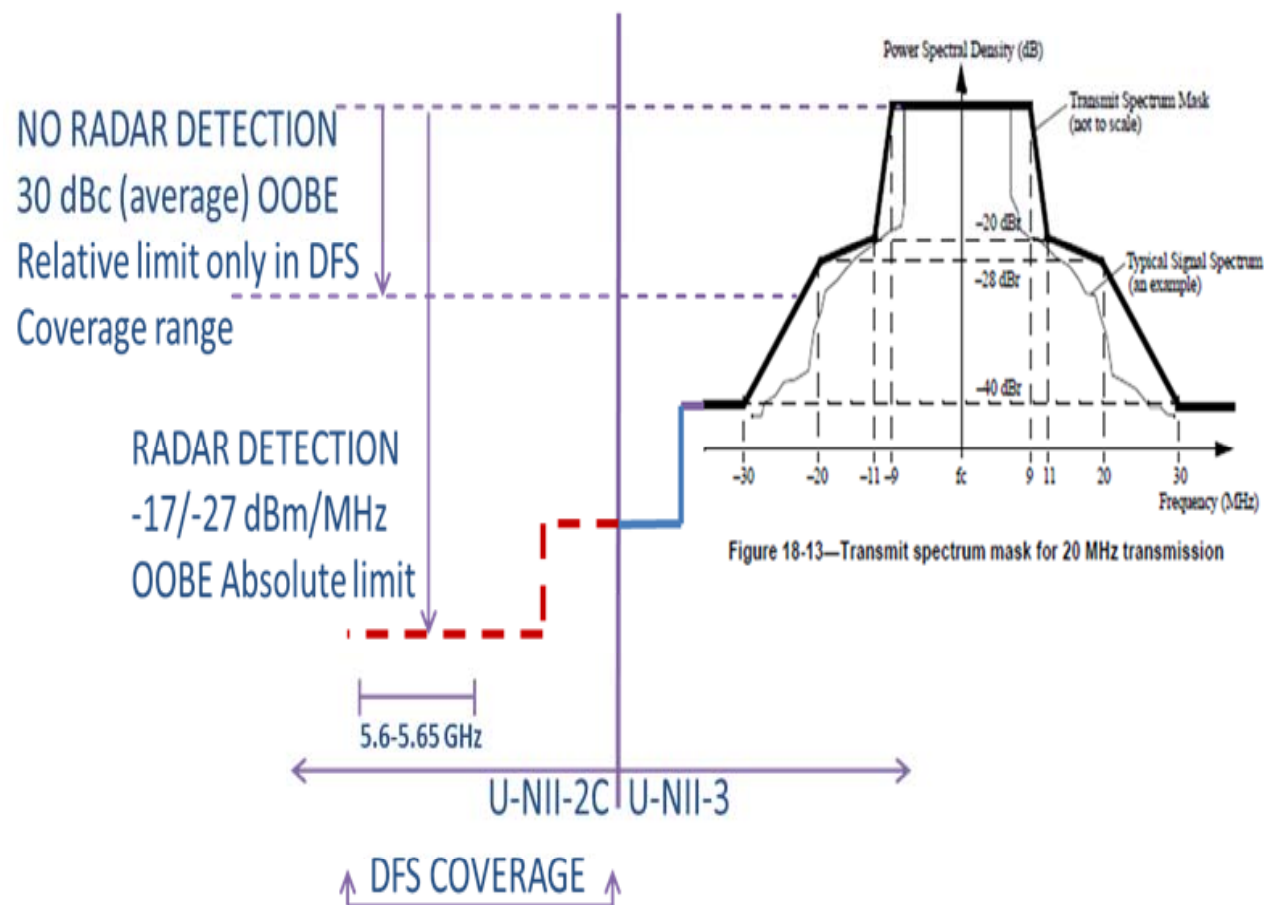 NO RADAR DETECTION
30 dBc (average) OOBE
Relative limit only in DFS
Coverage range
RADAR DETECTION
-17/-27 dBm/MHz
OOBE Absolute limit
5.6-5.65 GHz
U-NII-2C
U-NII-3
DFS COVERAGE
Power Spectral Density (dB)
Transmit Spectrum Mask
(not to scale)
–20 dBr
Typical Signal Spectrum
(an example)
–28 dBr
–40 dBr
–30 –20 –11 –9 fc 9 11 20 30
Frequency (MHz)
Figure 18-13—Transmit spectrum mask for 20 MHz transmission